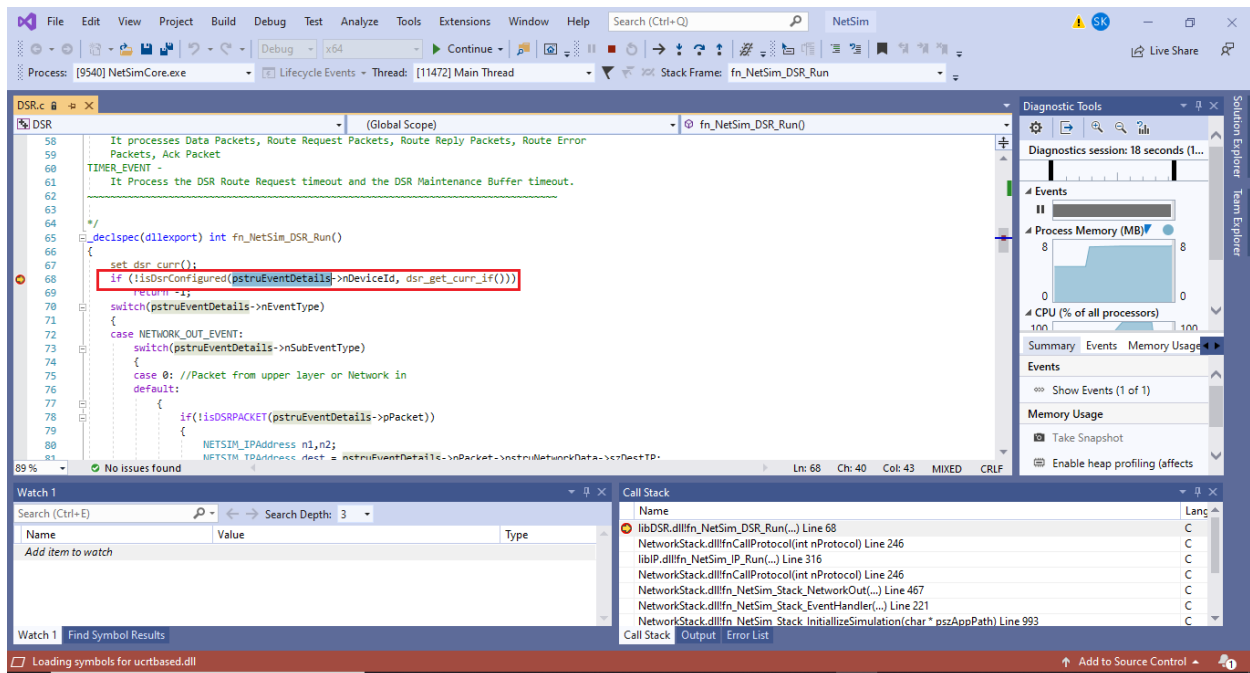 File Edit View Project Build Debug Test Analyze Tools Extensions Window Help Search (Ctrl+Q) NetSim SK
Debug x64 Continue Live Share
Process: [9540] NetSimCore.exe Lifecycle Events Thread: [11472] Main Thread Stack Frame: fn_NetSim_DSR_Run
DSR.c
DSR (Global Scope) fn_NetSim_DSR_Run()
58 It processes Data Packets, Route Request Packets, Route Reply Packets, Route Error
59 Packets, Ack Packet
60 TIMER_EVENT -
61 It Process the DSR Route Request timeout and the DSR Maintenance Buffer timeout.
62 ~~~~~~~~~~~~~~~~~~~~~~~~~~~~~~~~~~~~~~~~~~~~~~~~~~~~~~~~~~~~~~~~~~~~~~~~~~~~~~~~~
63
64 */
65 _declspec(dllexport) int fn_NetSim_DSR_Run()
66 {
67 set_dsr_curr();
68 if (!isDsrConfigured(pstruEventDetails->nDeviceId, dsr_get_curr_if()))
69 return -1;
70 switch(pstruEventDetails->nEventType)
71 {
72 case NETWORK_OUT_EVENT:
73 switch(pstruEventDetails->nSubEventType)
74 {
75 case 0: //Packet from upper layer or Network in
76 default:
77 {
78 if(!isDSRPACKET(pstruEventDetails->pPacket))
79 {
80 NETSIM_IPAddress n1,n2;
81 NETSIM_IPAddress dest = pstruEventDetails->pPacket->pstruNetworkData->szDestIP;
89 % No issues found Ln: 68 Ch: 40 Col: 43 MIXED CRLF
Diagnostic Tools
Diagnostics session: 18 seconds (1...
Events
Process Memory (MB)
8 8
0 0
CPU (% of all processors)
100 100
Summary Events Memory Usage
Events
Show Events (1 of 1)
Memory Usage
Take Snapshot
Enable heap profiling (affects
Solution Explorer
Team Explorer
Watch 1
Search (Ctrl+E) Search Depth: 3
Name Value Type
Add item to watch
Watch 1 Find Symbol Results
Call Stack
Name Lang
libDSR.dll!fn_NetSim_DSR_Run(...) Line 68 C
NetworkStack.dll!fnCallProtocol(int nProtocol) Line 246 C
libIP.dll!fn_NetSim_IP_Run(...) Line 316 C
NetworkStack.dll!fnCallProtocol(int nProtocol) Line 246 C
NetworkStack.dll!fn_NetSim_Stack_NetworkOut(...) Line 467 C
NetworkStack.dll!fn_NetSim_Stack_EventHandler(...) Line 221 C
NetworkStack.dll!fn_NetSim_Stack_InitiallizeSimulation(char * pszAppPath) Line 993 C
Call Stack Output Error List
Loading symbols for ucrtbased.dll Add to Source Control 1